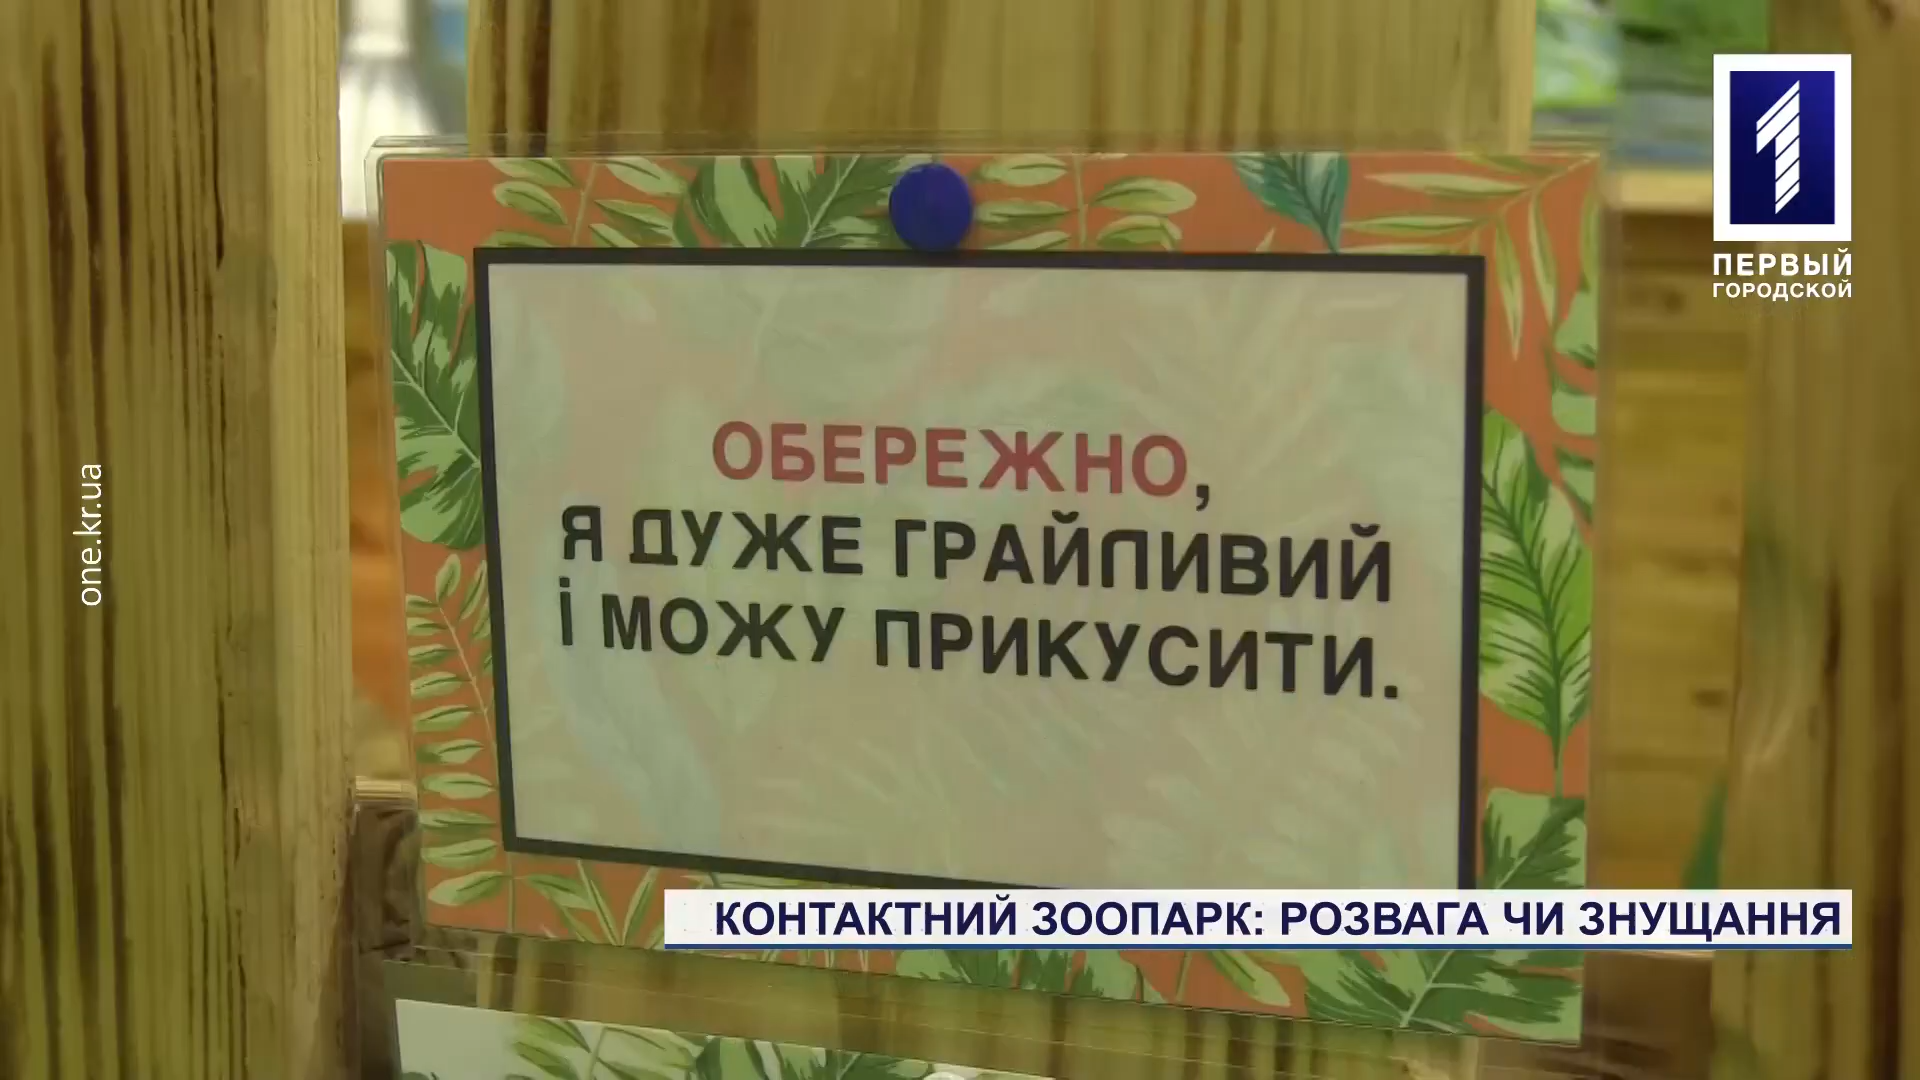 ПЕРВЫЙ
ГОРОДСКОЙ
one.kr.ua
ОБЕРЕЖНО,
Я ДУЖЕ ГРАЙЛИВИЙ
І МОЖУ ПРИКУСИТИ.
КОНТАКТНИЙ ЗООПАРК: РОЗВАГА ЧИ ЗНУЩАННЯ